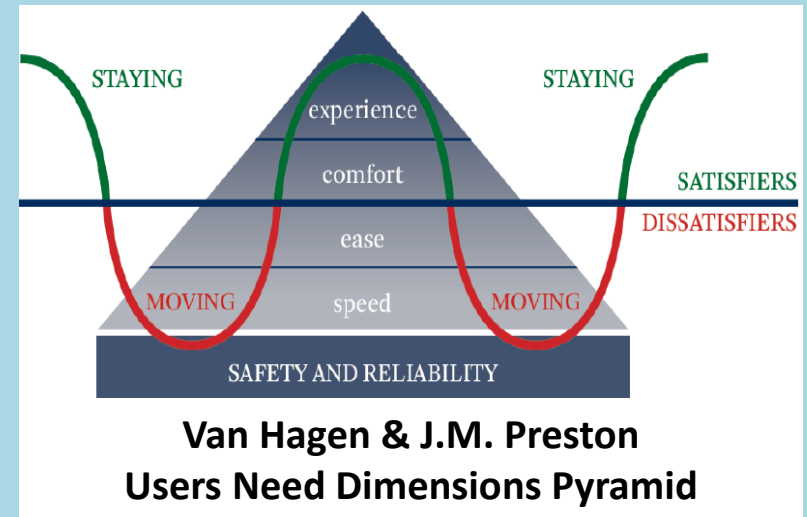 STAYING
STAYING
experience
comfort
SATISFIERS
DISSATISFIERS
ease
MOVING
speed
MOVING
SAFETY AND RELIABILITY
Van Hagen & J.M. Preston
Users Need Dimensions Pyramid